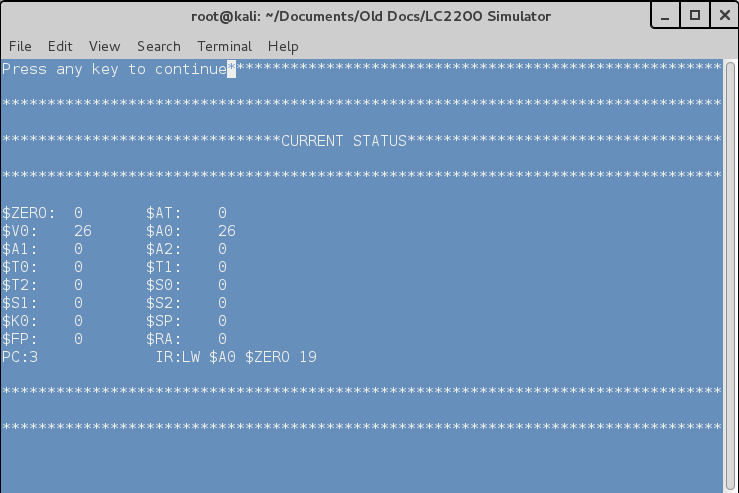 root@kali: ~/Documents/Old Docs/LC2200 Simulator
File Edit View Search Terminal Help
Press any key to continue*******************************************************
********************************************************************************
*******************************CURRENT STATUS***********************************
********************************************************************************
$ZERO: 0 $AT: 0
$V0: 26 $A0: 26
$A1: 0 $A2: 0
$T0: 0 $T1: 0
$T2: 0 $S0: 0
$S1: 0 $S2: 0
$K0: 0 $SP: 0
$FP: 0 $RA: 0
PC:3 IR:LW $A0 $ZERO 19
********************************************************************************
********************************************************************************